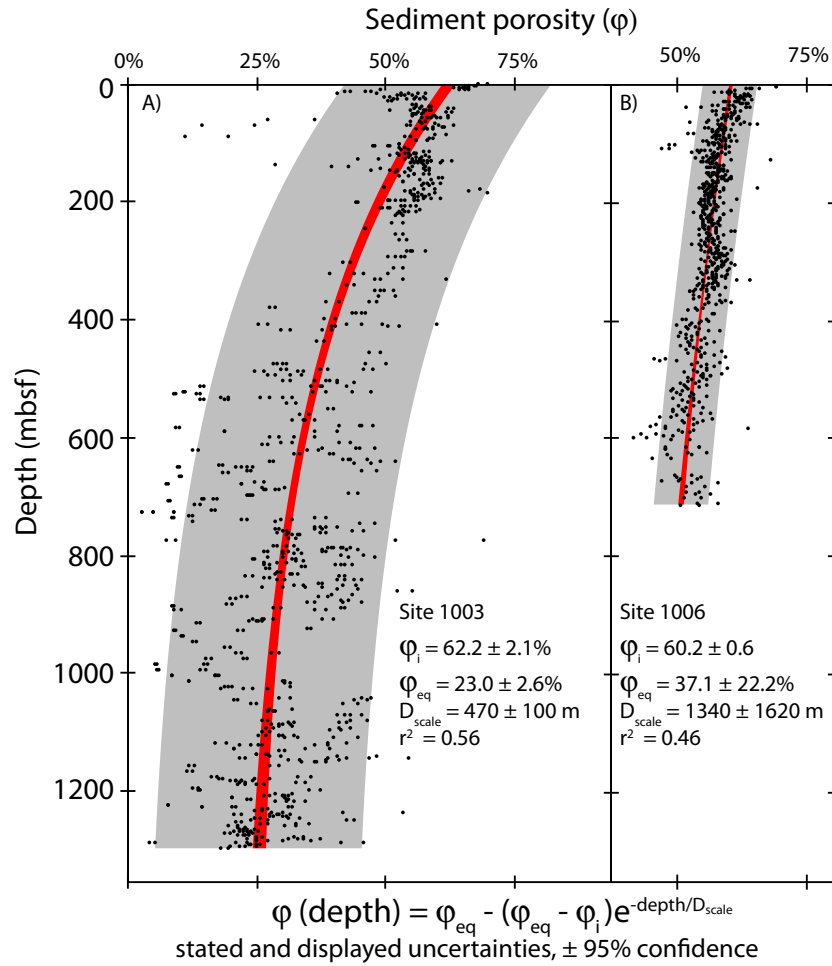 Sediment porosity (φ)
0% 25% 50% 75% 50% 75%
0
A) B)
200
400
600
800
1000
1200
Depth (mbsf)
Site 1003
φi = 62.2 ± 2.1%
φeq = 23.0 ± 2.6%
Dscale = 470 ± 100 m
r² = 0.56
Site 1006
φi = 60.2 ± 0.6
φeq = 37.1 ± 22.2%
Dscale = 1340 ± 1620 m
r² = 0.46
φ (depth) = φeq - (φeq - φi)e-depth/Dscale
stated and displayed uncertainties, ± 95% confidence